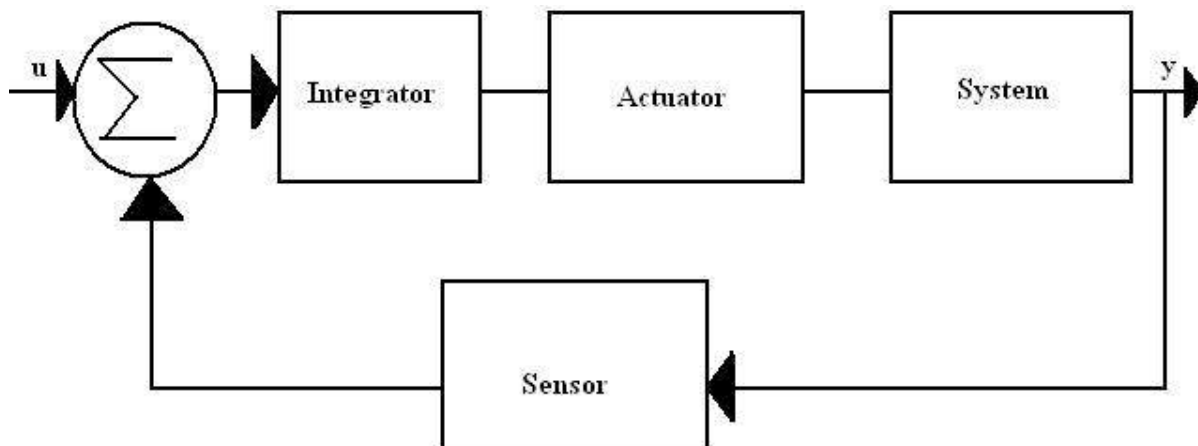 u
Σ
Integrator
Actuator
System
y
Sensor